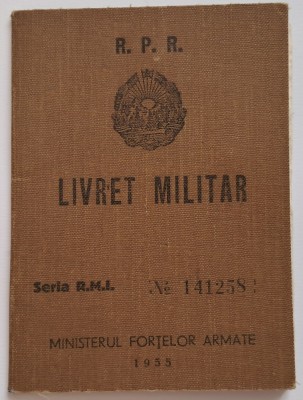 R. P. R.
LIVRET MILITAR
Seria R.M.I. № 141258
MINISTERUL FORȚELOR ARMATE
1955